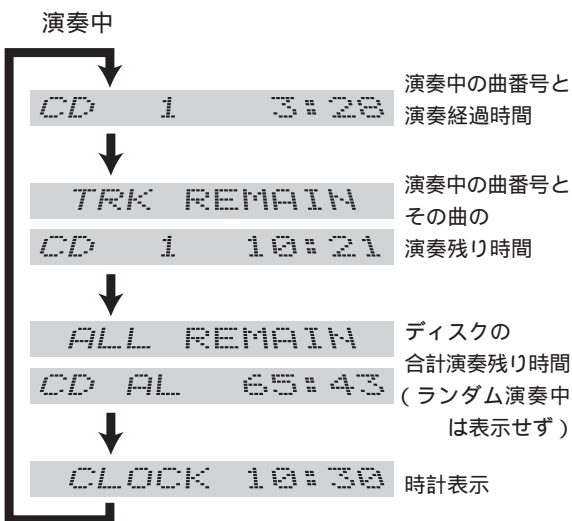 演奏中
CD 1 3:28
演奏中の曲番号と
演奏経過時間
TRK REMAIN
CD 1 10:21
演奏中の曲番号と
その曲の
演奏残り時間
ALL REMAIN
CD AL 65:43
ディスクの
合計演奏残り時間
(ランダム演奏中
は表示せず)
CLOCK 10:30
時計表示